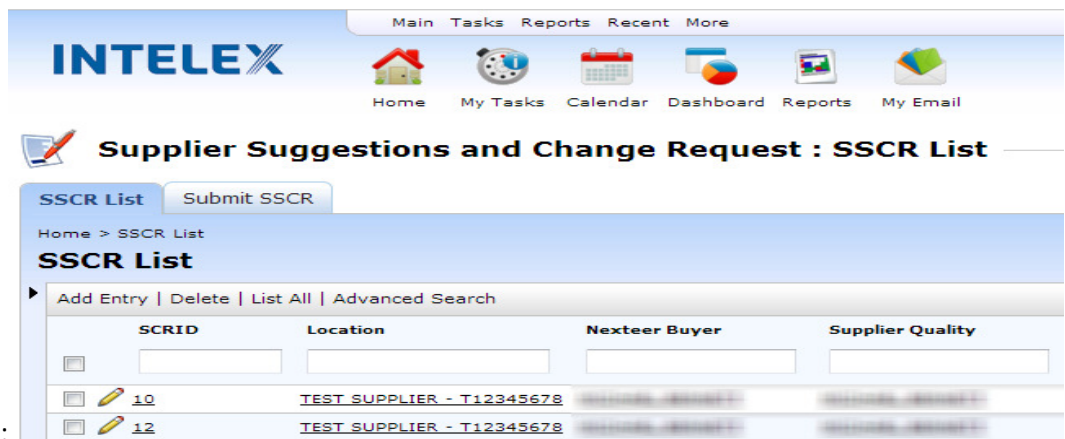 Main Tasks Reports Recent More
INTELEX
Home My Tasks Calendar Dashboard Reports My Email
Supplier Suggestions and Change Request : SSCR List
SSCR List Submit SSCR
Home > SSCR List
SSCR List
Add Entry | Delete | List All | Advanced Search
SCRID Location Nexteer Buyer Supplier Quality
10 TEST SUPPLIER - T12345678
: 12 TEST SUPPLIER - T12345678